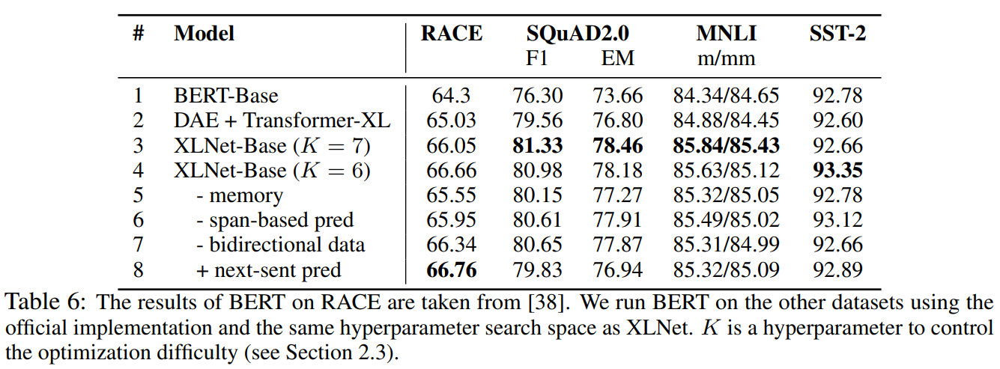 # Model RACE SQuAD2.0 MNLI SST-2
F1 EM m/mm
1 BERT-Base 64.3 76.30 73.66 84.34/84.65 92.78
2 DAE + Transformer-XL 65.03 79.56 76.80 84.88/84.45 92.60
3 XLNet-Base (K = 7) 66.05 81.33 78.46 85.84/85.43 92.66
4 XLNet-Base (K = 6) 66.66 80.98 78.18 85.63/85.12 93.35
5 - memory 65.55 80.15 77.27 85.32/85.05 92.78
6 - span-based pred 65.95 80.61 77.91 85.49/85.02 93.12
7 - bidirectional data 66.34 80.65 77.87 85.31/84.99 92.66
8 + next-sent pred 66.76 79.83 76.94 85.32/85.09 92.89
Table 6: The results of BERT on RACE are taken from [38]. We run BERT on the other datasets using the
official implementation and the same hyperparameter search space as XLNet. K is a hyperparameter to control
the optimization difficulty (see Section 2.3).